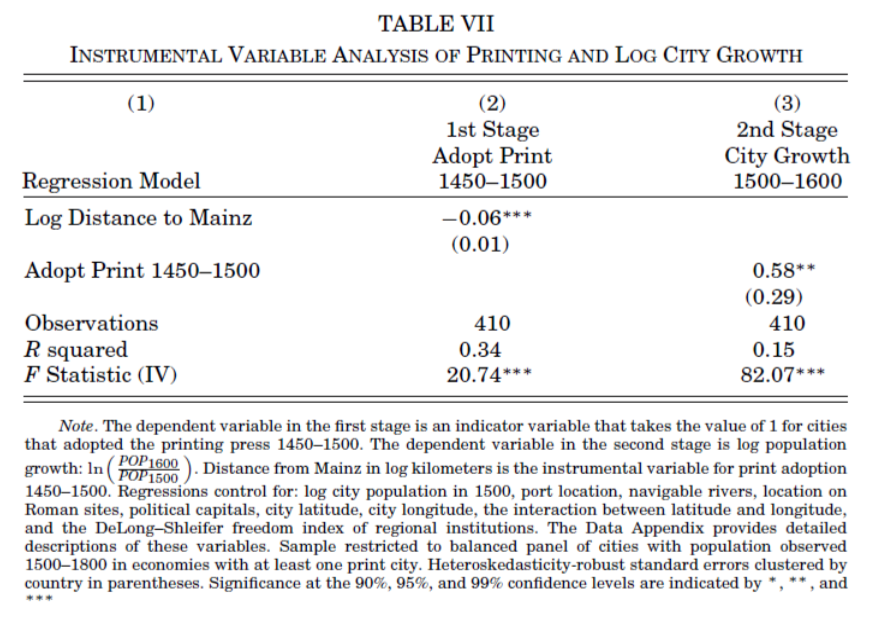 TABLE VII
INSTRUMENTAL VARIABLE ANALYSIS OF PRINTING AND LOG CITY GROWTH
(1) (2) (3)
1st Stage 2nd Stage
Adopt Print City Growth
Regression Model 1450–1500 1500–1600
Log Distance to Mainz −0.06***
(0.01)
Adopt Print 1450–1500 0.58**
(0.29)
Observations 410 410
R squared 0.34 0.15
F Statistic (IV) 20.74*** 82.07***
Note. The dependent variable in the first stage is an indicator variable that takes the value of 1 for cities
that adopted the printing press 1450–1500. The dependent variable in the second stage is log population
growth: ln(POP1600/POP1500). Distance from Mainz in log kilometers is the instrumental variable for print adoption
1450–1500. Regressions control for: log city population in 1500, port location, navigable rivers, location on
Roman sites, political capitals, city latitude, city longitude, the interaction between latitude and longitude,
and the DeLong–Shleifer freedom index of regional institutions. The Data Appendix provides detailed
descriptions of these variables. Sample restricted to balanced panel of cities with population observed
1500–1800 in economies with at least one print city. Heteroskedasticity-robust standard errors clustered by
country in parentheses. Significance at the 90%, 95%, and 99% confidence levels are indicated by *, **, and
***